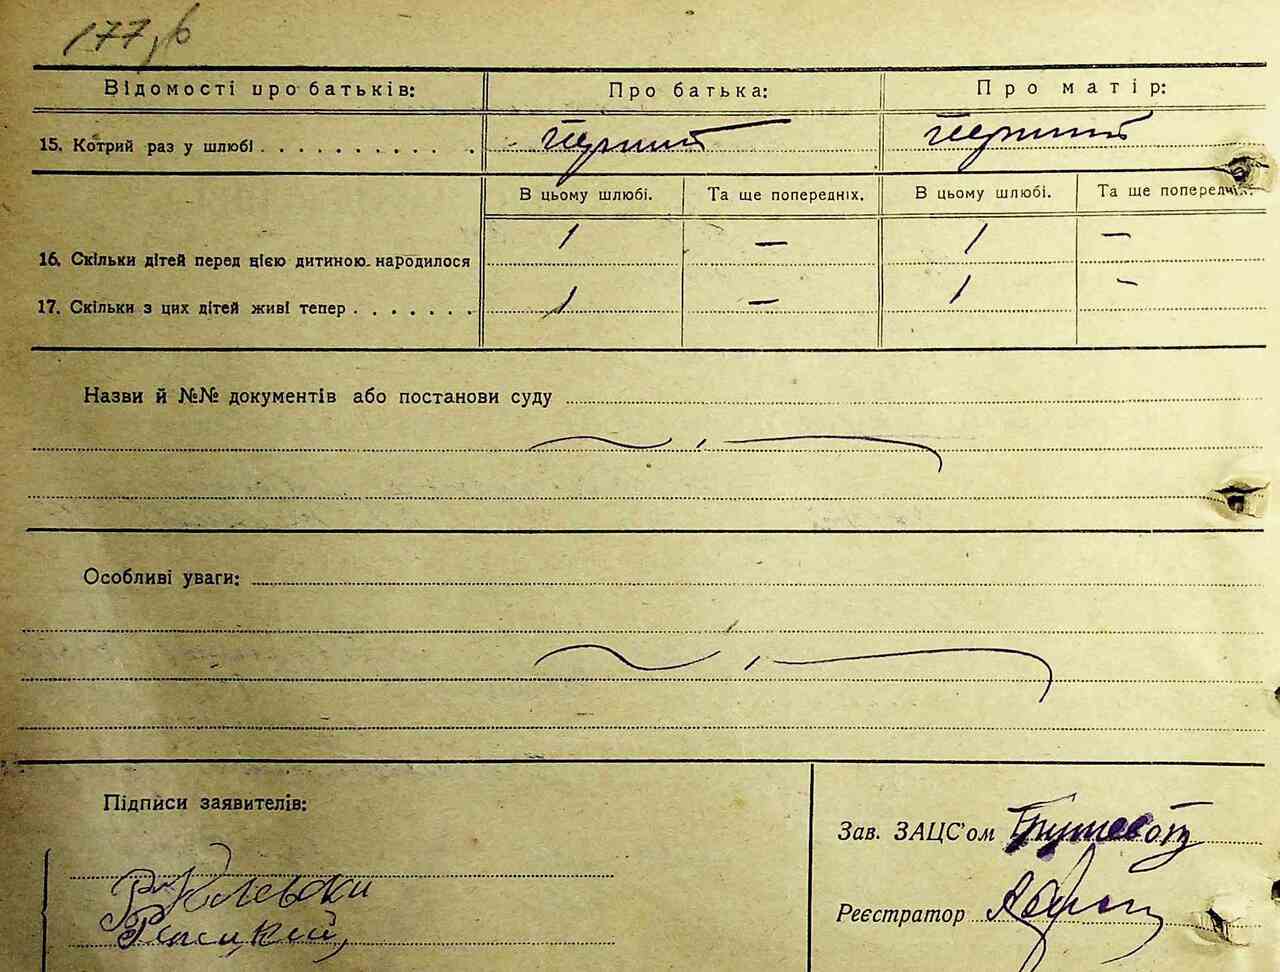 177,б
Відомості про батьків: Про батька: Про матір:
15. Котрий раз у шлюбі . . . . . . . . . . . . перший перший
В цьому шлюбі. Та ще попередніх. В цьому шлюбі. Та ще попередніх.
16. Скільки дітей перед цією дитиною народилося 1 — 1 —
17. Скільки з цих дітей живі тепер . . . . . . . 1 — 1 —
Назви й №№ документів або постанови суду
Особливі уваги:
Підписи заявителів:
Зав. ЗАЦС'ом
Реєстратор